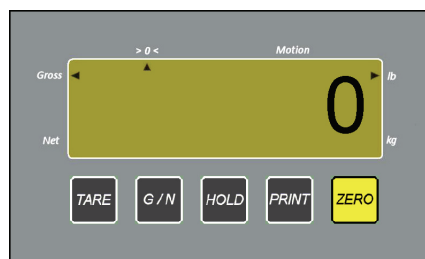 > 0 < Motion
Gross lb
0
Net kg
TARE G / N HOLD PRINT ZERO